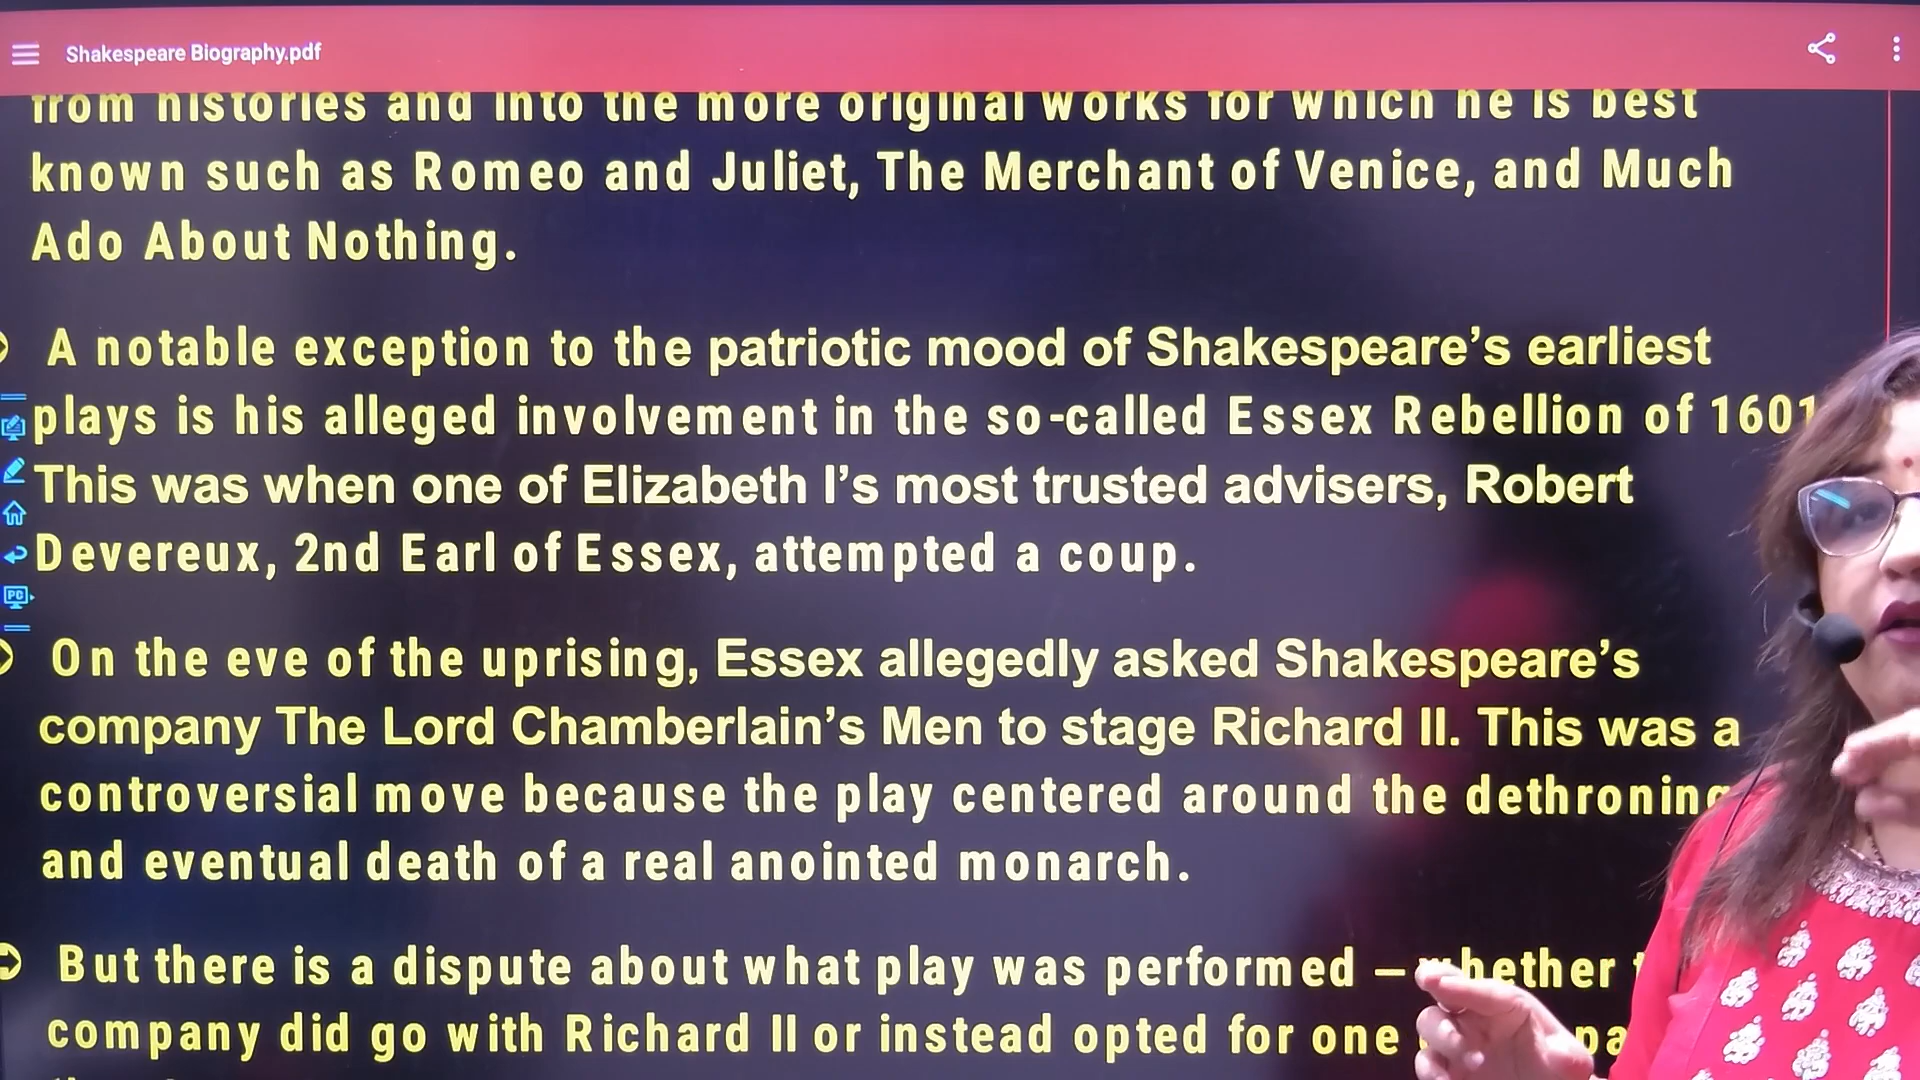 Shakespeare Biography.pdf
from histories and into the more original works for which he is best
known such as Romeo and Juliet, The Merchant of Venice, and Much
Ado About Nothing.
A notable exception to the patriotic mood of Shakespeare’s earliest
plays is his alleged involvement in the so-called Essex Rebellion of 1601
This was when one of Elizabeth I’s most trusted advisers, Robert
Devereux, 2nd Earl of Essex, attempted a coup.
On the eve of the uprising, Essex allegedly asked Shakespeare’s
company The Lord Chamberlain’s Men to stage Richard II. This was a
controversial move because the play centered around the dethroning
and eventual death of a real anointed monarch.
But there is a dispute about what play was performed – whether
company did go with Richard II or instead opted for one
PC